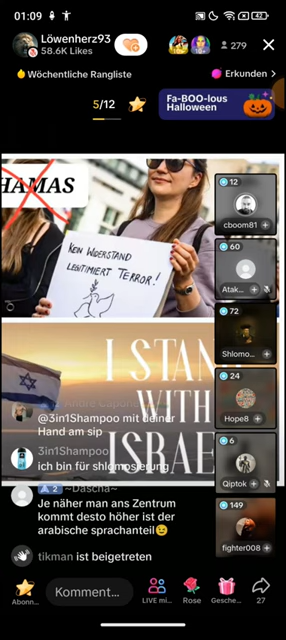 01:09
42
Löwenherz93
58.6K Likes
279
Wöchentliche Rangliste
Erkunden >
5/12
Fa-BOO-lous
Halloween
HAMAS
KEIN WIDERSTAND
LEGITIMIERT TERROR!
12
cboom81
60
Atak...
72
Shlomo...
24
Hope8
6
Qiptok
149
fighter008
I STAN
WITH
ISRAEL
@3in1Shampoo mit deiner
Hand am sip
3in1Shampoo
ich bin für shlomosierung
2 ~Dascha~
Je näher man ans Zentrum
kommt desto höher ist der
arabische sprachanteil😉
tikman ist beigetreten
Abonn...
Komment...
LIVE mi...
Rose
Gesche...
27